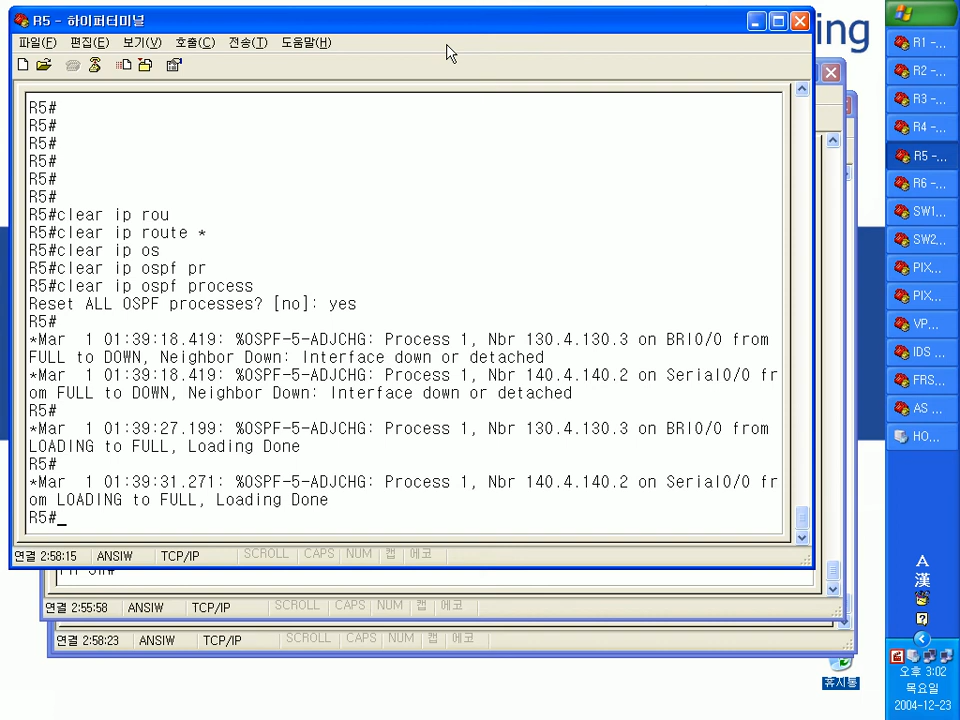 R5 - 하이퍼터미널
파일(F) 편집(E) 보기(V) 호출(C) 전송(T) 도움말(H)
R5#
R5#
R5#
R5#
R5#
R5#
R5#clear ip rou
R5#clear ip route *
R5#clear ip os
R5#clear ip ospf pr
R5#clear ip ospf process
Reset ALL OSPF processes? [no]: yes
R5#
*Mar  1 01:39:18.419: %OSPF-5-ADJCHG: Process 1, Nbr 130.4.130.3 on BRI0/0 from
FULL to DOWN, Neighbor Down: Interface down or detached
*Mar  1 01:39:18.419: %OSPF-5-ADJCHG: Process 1, Nbr 140.4.140.2 on Serial0/0 fr
om FULL to DOWN, Neighbor Down: Interface down or detached
R5#
*Mar  1 01:39:27.199: %OSPF-5-ADJCHG: Process 1, Nbr 130.4.130.3 on BRI0/0 from
LOADING to FULL, Loading Done
R5#
*Mar  1 01:39:31.271: %OSPF-5-ADJCHG: Process 1, Nbr 140.4.140.2 on Serial0/0 fr
om LOADING to FULL, Loading Done
R5#_
연결 2:58:15 ANSIW TCP/IP SCROLL CAPS NUM 캡 에코
연결 2:55:58 ANSIW TCP/IP SCROLL CAPS NUM 캡 에코
연결 2:58:23 ANSIW TCP/IP SCROLL CAPS NUM 캡 에코
휴지통
ing
R1 -...
R2 -...
R3 -...
R4 -...
R5 -...
R6 -...
SW1...
SW2...
PIX...
PIX...
VP...
IDS ...
FRS...
AS ...
HO...
A
漢
오후 3:02
목요일
2004-12-23